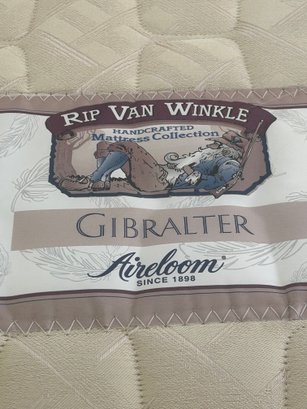 RIP VAN WINKLE
HANDCRAFTED
Mattress Collection
GIBRALTER
Aireloom
SINCE 1898